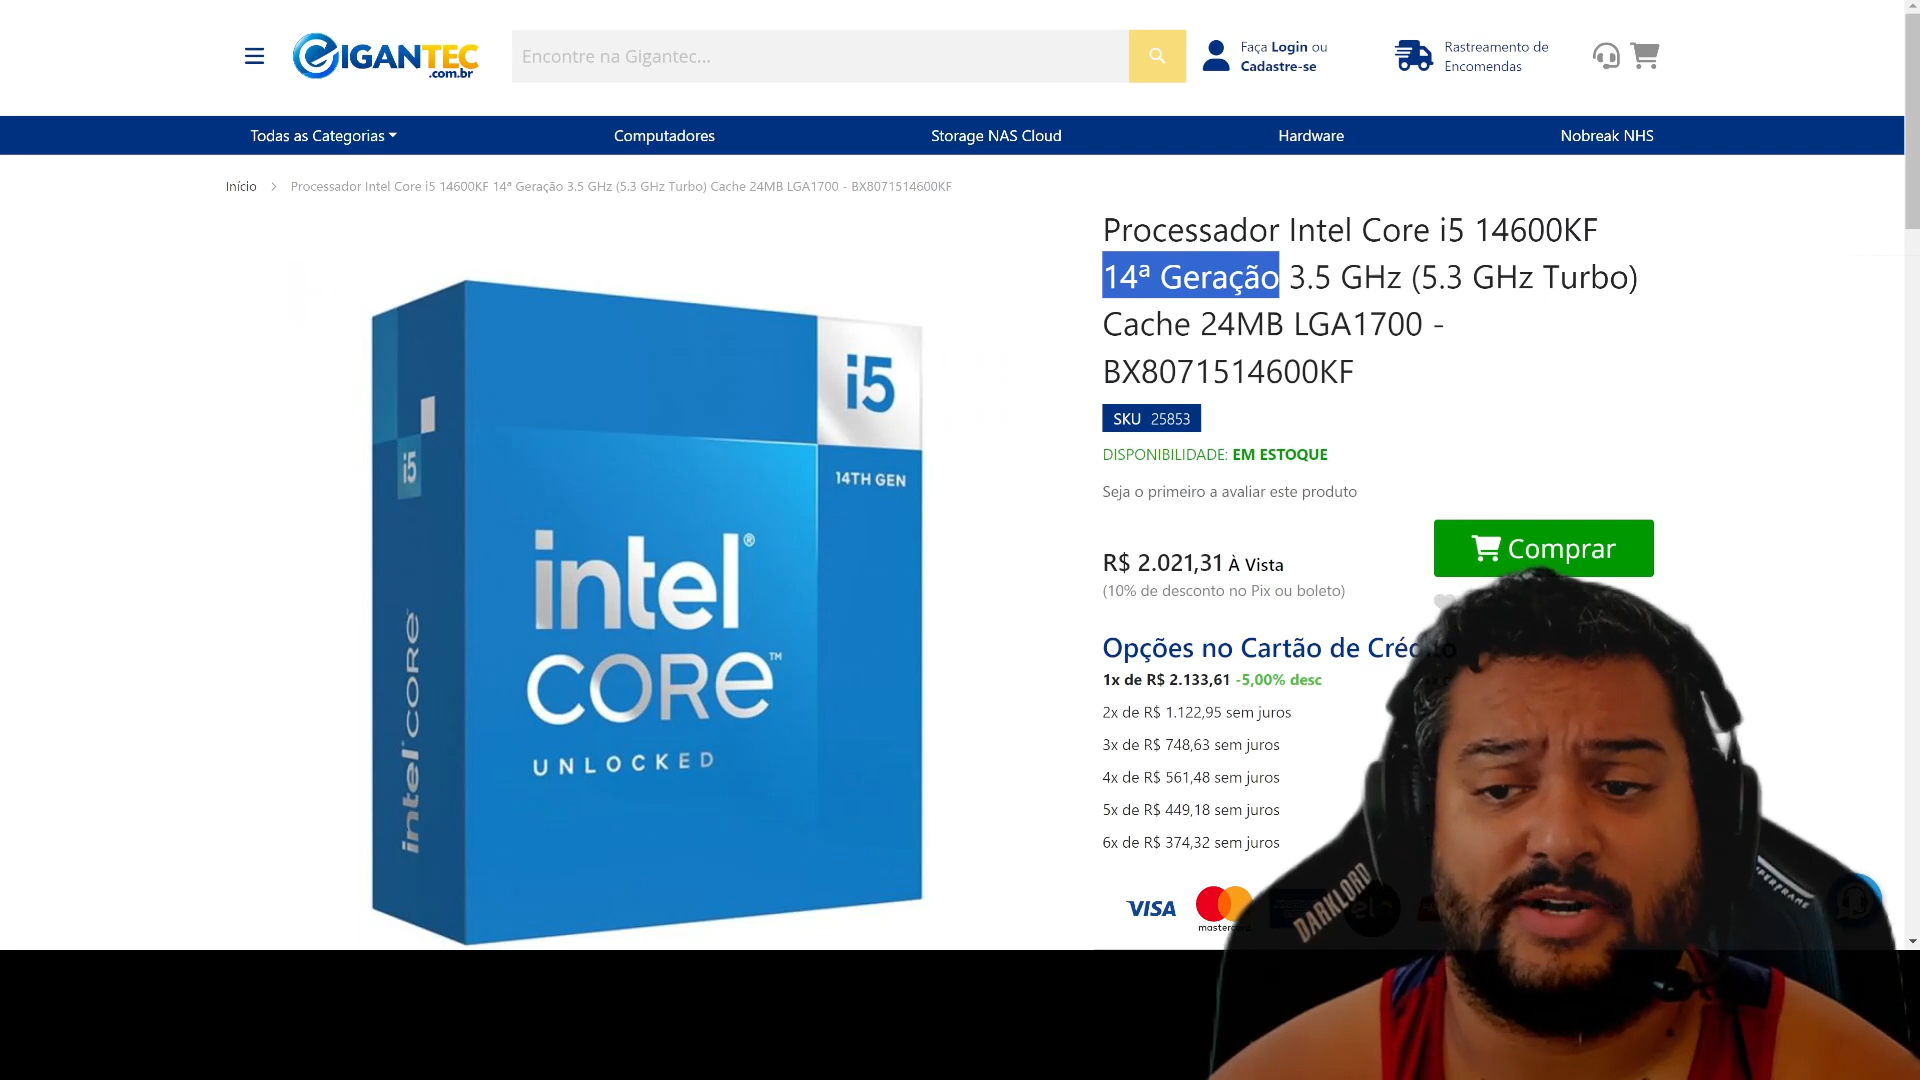 GIGANTEC
.com.br
Encontre na Gigantec...
Faça Login ou
Cadastre-se
Rastreamento de
Encomendas
Todas as Categorias
Computadores
Storage NAS Cloud
Hardware
Nobreak NHS
Início
Processador Intel Core i5 14600KF 14ª Geração 3.5 GHz (5.3 GHz Turbo) Cache 24MB LGA1700 - BX8071514600KF
Processador Intel Core i5 14600KF
14ª Geração 3.5 GHz (5.3 GHz Turbo)
Cache 24MB LGA1700 -
BX8071514600KF
SKU 25853
DISPONIBILIDADE: EM ESTOQUE
Seja o primeiro a avaliar este produto
R$ 2.021,31 À Vista
(10% de desconto no Pix ou boleto)
Comprar
Opções no Cartão de Crédito
1x de R$ 2.133,61 -5,00% desc
2x de R$ 1.122,95 sem juros
3x de R$ 748,63 sem juros
4x de R$ 561,48 sem juros
5x de R$ 449,18 sem juros
6x de R$ 374,32 sem juros
VISA
mastercard
elo
i5
14TH GEN
i5
intel®
CORE™
UNLOCKED
intel CORE
DARKLORD